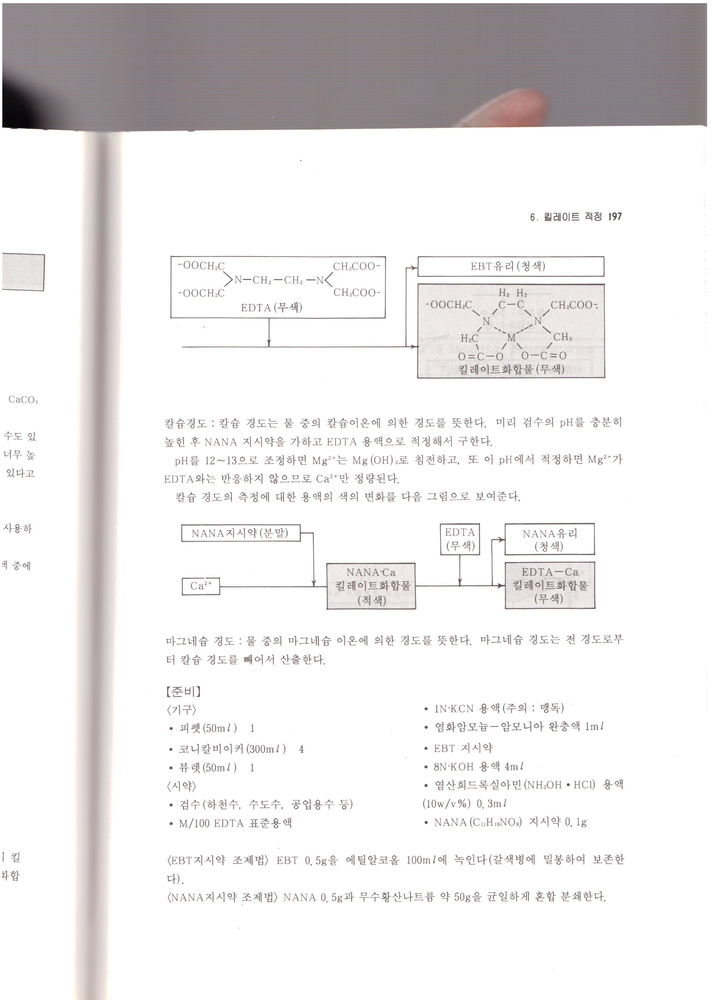 6. 킬레이트 적정 197
-OOCH₂C CH₂COO-
N-CH₂-CH₂-N
-OOCH₂C CH₂COO-
EDTA(무색)
EBT유리(청색)
H₂ H₂
-OOCH₂C C-C CH₂COO-
N N
H₂C M CH₂
O=C-O O-C=O
킬레이트화합물(무색)
칼슘경도 : 칼슘 경도는 물 중의 칼슘이온에 의한 경도를 뜻한다. 미리 검수의 pH를 충분히
높힌 후 NANA 지시약을 가하고 EDTA 용액으로 적정해서 구한다.
pH를 12~13으로 조정하면 Mg²⁺는 Mg(OH)₂로 침전하고, 또 이 pH에서 적정하면 Mg²⁺가
EDTA와는 반응하지 않으므로 Ca²⁺만 정량된다.
칼슘 경도의 측정에 대한 용액의 색의 변화를 다음 그림으로 보여준다.
NANA지시약(분말)
Ca²⁺
NANA-Ca
킬레이트화합물
(적색)
EDTA
(무색)
NANA유리
(청색)
EDTA-Ca
킬레이트화합물
(무색)
마그네슘 경도 : 물 중의 마그네슘 이온에 의한 경도를 뜻한다. 마그네슘 경도는 전 경도로부
터 칼슘 경도를 빼어서 산출한다.
【준비】
〈기구〉
• 피펫(50ml) 1
• 코니칼비이커(300ml) 4
• 뷰렛(50ml) 1
〈시약〉
• 검수(하천수, 수도수, 공업용수 등)
• M/100 EDTA 표준용액
• 1N-KCN 용액(주의 : 맹독)
• 염화암모늄-암모니아 완충액 1ml
• EBT 지시약
• 8N-KOH 용액 4ml
• 염산희드록실아민(NH₂OH • HCl) 용액
(10w/v%) 0.3ml
• NANA(C₁₁H₁₉NO₉) 지시약 0.1g
〈EBT지시약 조제법〉 EBT 0.5g을 에틸알코올 100ml에 녹인다(갈색병에 밀봉하여 보존한
다).
〈NANA지시약 조제법〉 NANA 0.5g과 무수황산나트륨 약 50g을 균일하게 혼합 분쇄한다.
CaCO₃
수도 있
너무 높
있다고
사용하
액 중에
킬
화합